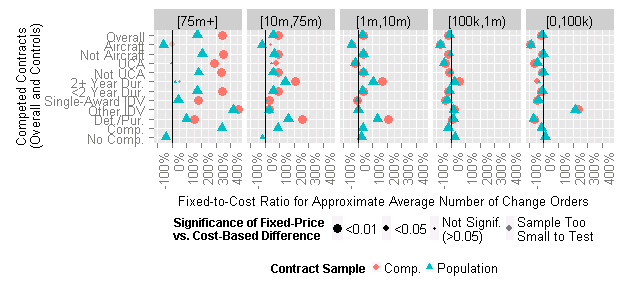 [75m+] [10m,75m) [1m,10m) [100k,1m) [0,100k)
Competed Contracts
(Overall and Controls)
Overall
Aircraft
Not Aircraft
UCA
Not UCA
2+ Year Dur.
<2 Year Dur.
Single-Award IDV
Other IDV
Def./Pur.
Comp.
No Comp.
-100% 0% 100% 200% 300% 400% -100% 0% 100% 200% 300% 400% -100% 0% 100% 200% 300% 400% -100% 0% 100% 200% 300% 400% -100% 0% 100% 200% 300% 400%
Fixed-to-Cost Ratio for Approximate Average Number of Change Orders
Significance of Fixed-Price
vs. Cost-Based Difference
<0.01 <0.05 Not Signif.
(>0.05)
Sample Too
Small to Test
Contract Sample Comp. Population